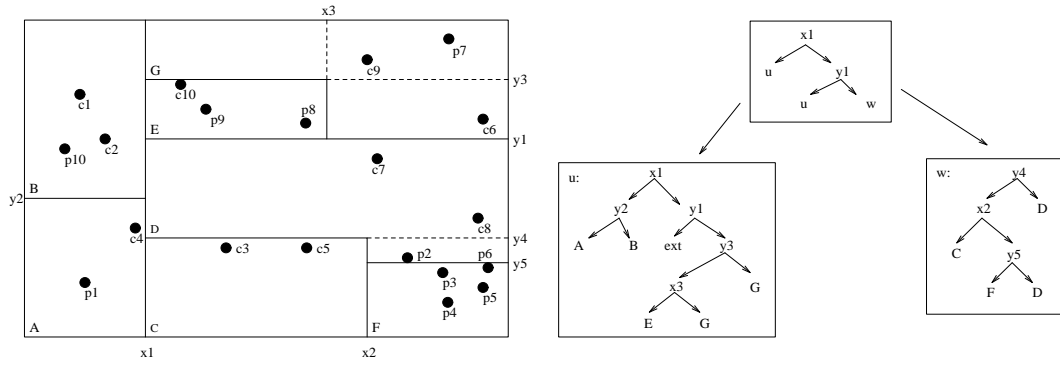 x3
p7
c9
G
y3
c10
c1
p9
p8
c6
E
y1
c2
p10
c7
B
y2
c4
D
c8
y4
c3
c5
p2
p6
y5
p3
p5
p1
p4
A
C
F
x1
x2
x1
u
y1
u
w
u:
x1
y2
y1
A
B
ext
y3
x3
G
E
G
w:
y4
x2
D
C
y5
F
D